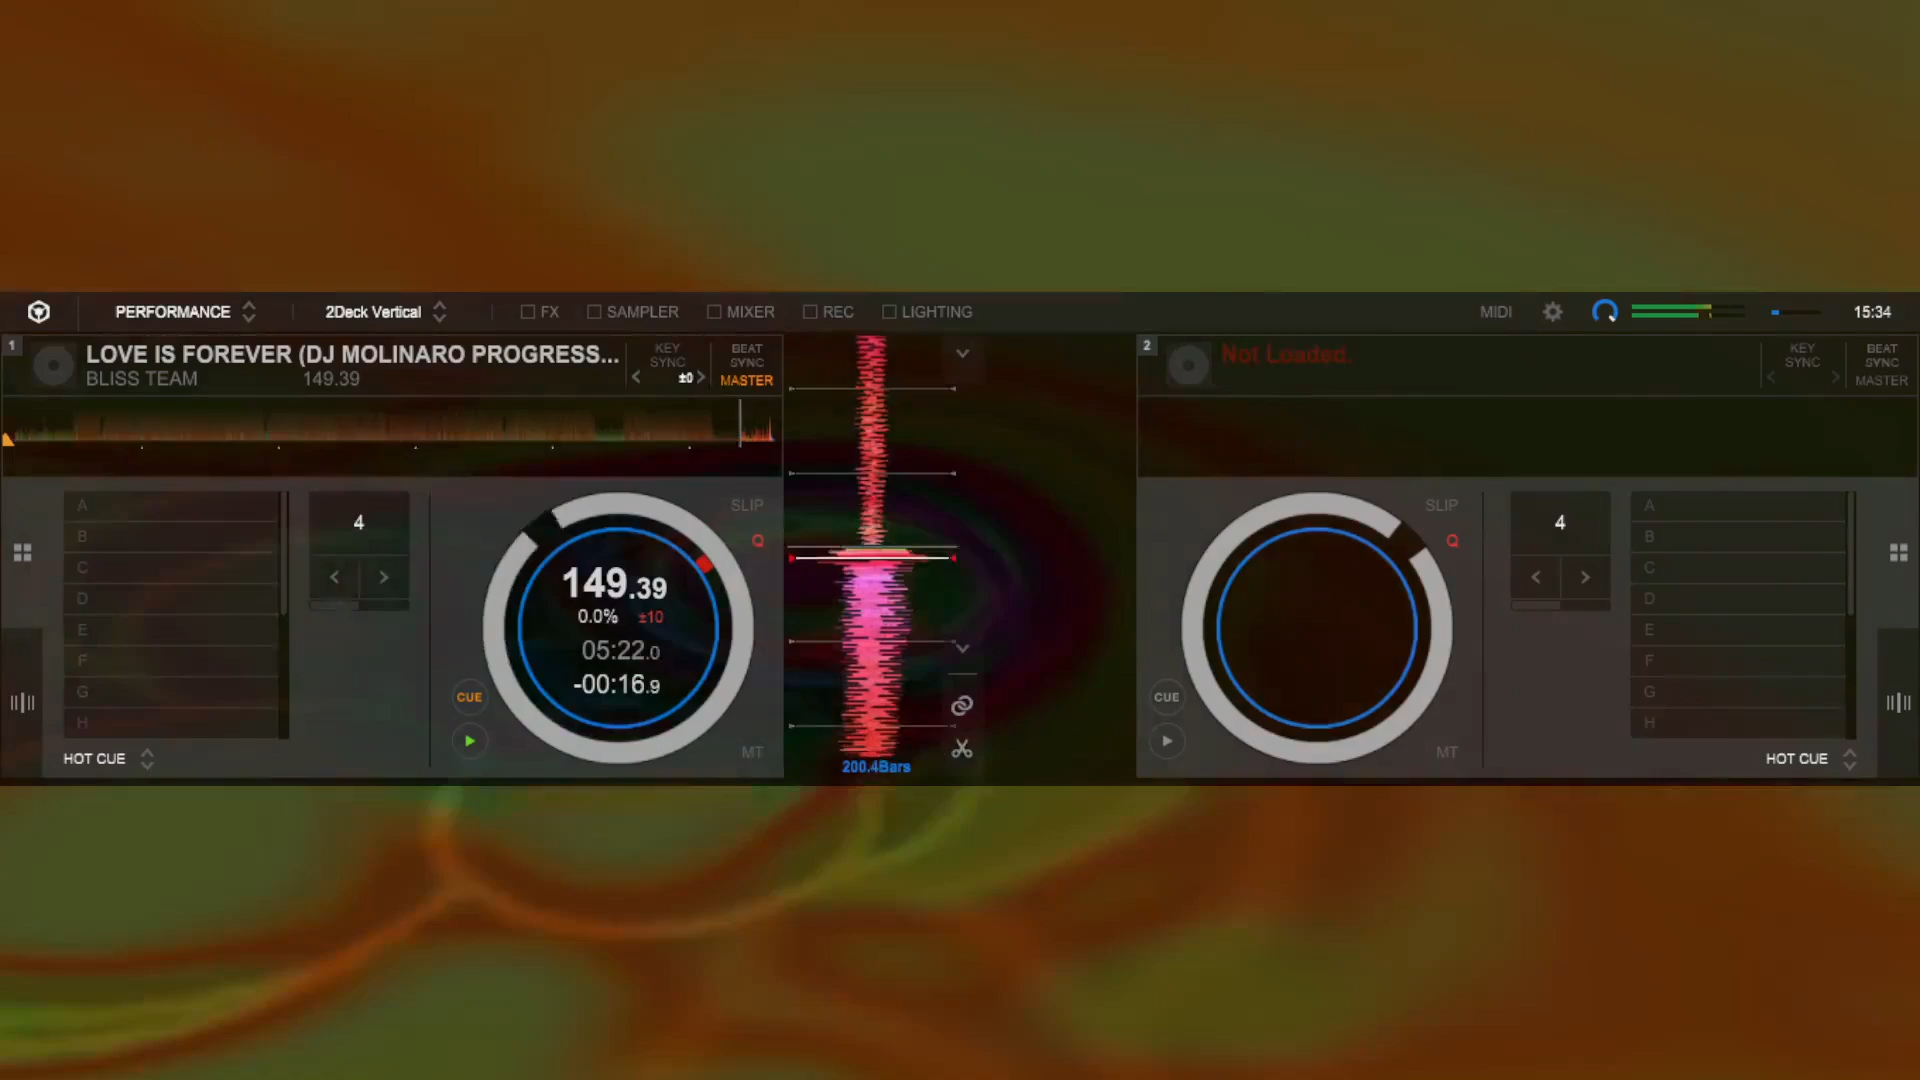 PERFORMANCE 2Deck Vertical FX SAMPLER MIXER REC LIGHTING MIDI 15:34
1 LOVE IS FOREVER (DJ MOLINARO PROGRESS...
BLISS TEAM 149.39
KEY SYNC ±0
BEAT SYNC MASTER
2 Not Loaded.
KEY SYNC
BEAT SYNC MASTER
A
B
C
D
E
F
G
H
HOT CUE
4
CUE
149.39
0.0% ±10
05:22.0
-00:16.9
SLIP
Q
MT
200.4Bars
CUE
SLIP
Q
MT
4
A
B
C
D
E
F
G
H
HOT CUE